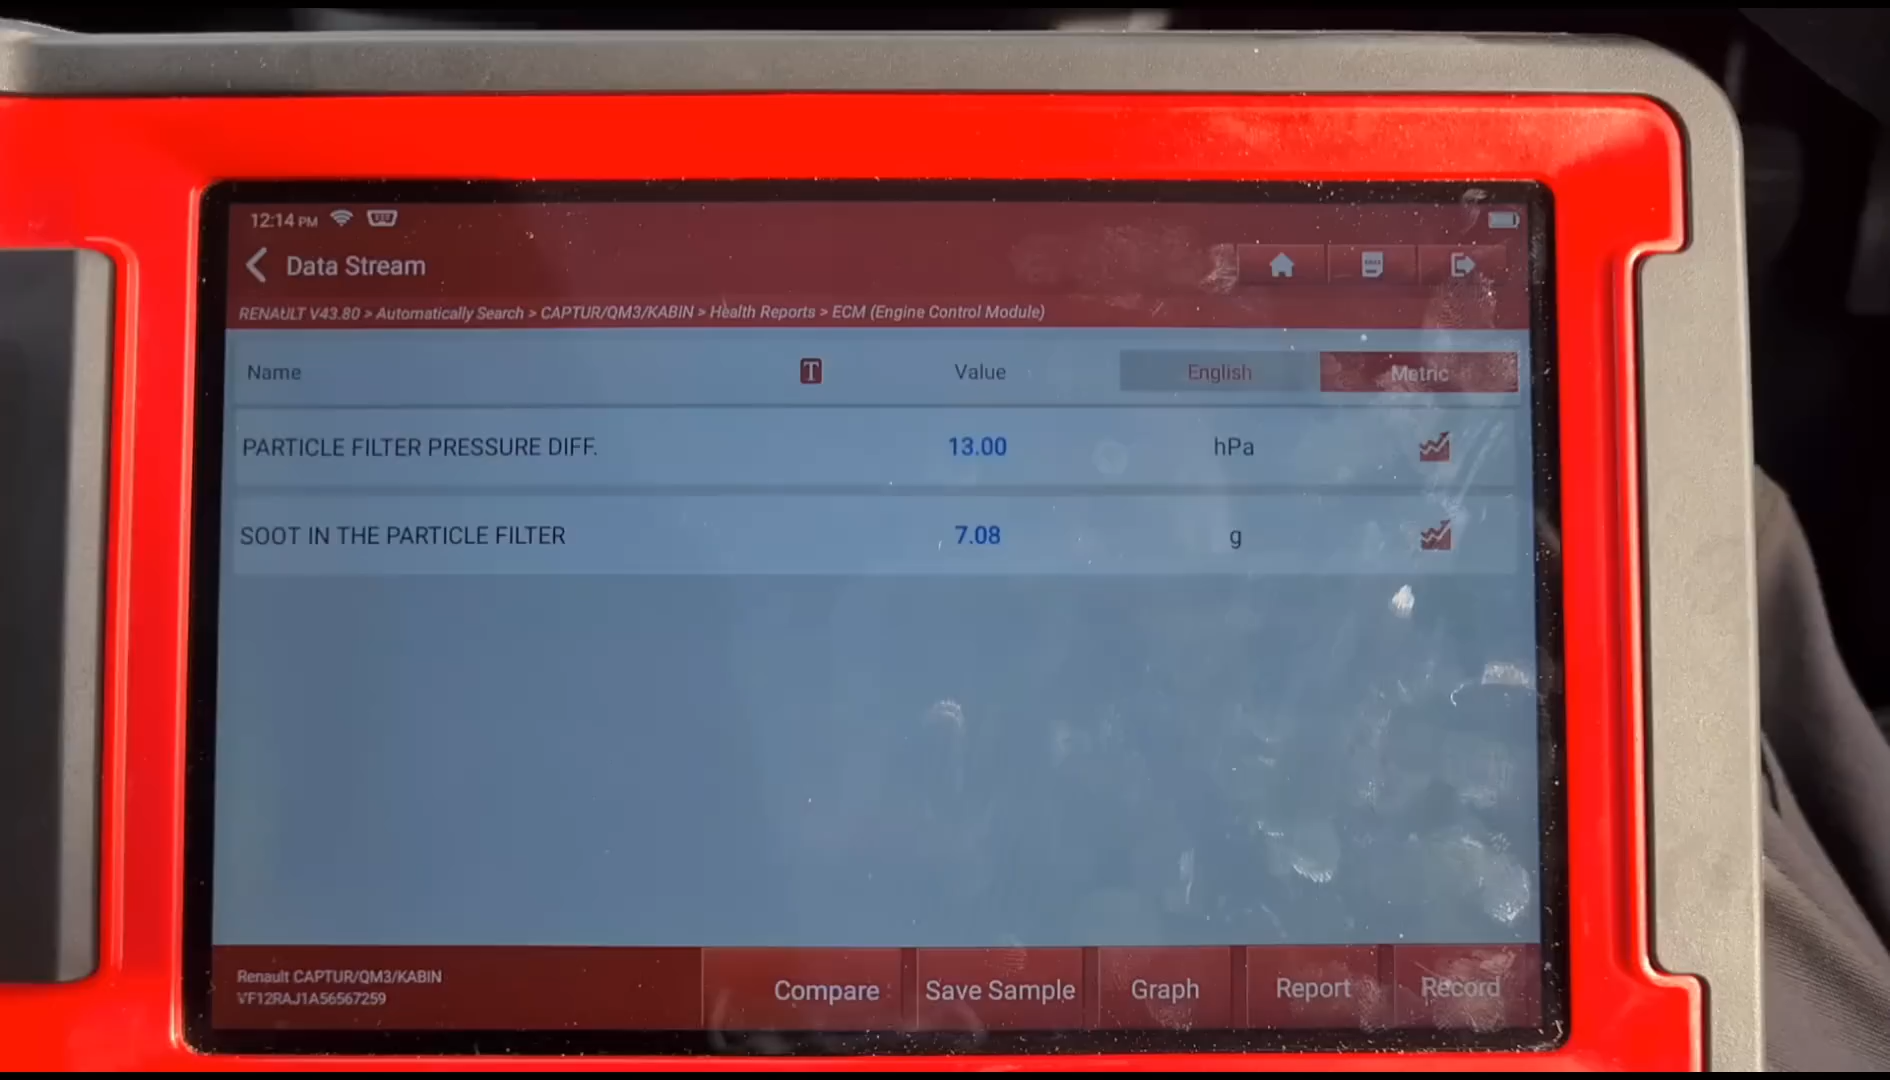 12:14 PM
Data Stream
RENAULT V43.80 > Automatically Search > CAPTUR/QM3/KABIN > Health Reports > ECM (Engine Control Module)
Name T Value English Metric
PARTICLE FILTER PRESSURE DIFF. 13.00 hPa
SOOT IN THE PARTICLE FILTER 7.08 g
Renault CAPTUR/QM3/KABIN
VF12RAJ1A56567259
Compare Save Sample Graph Report Record